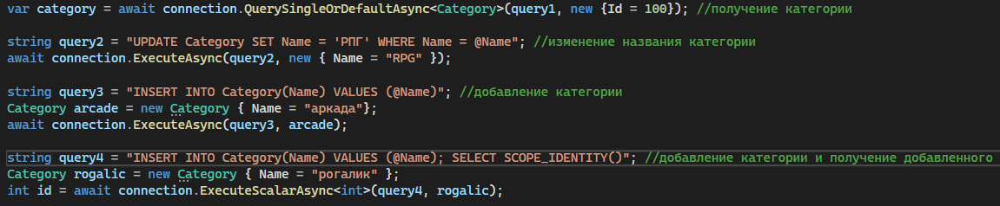 var category = await connection.QuerySingleOrDefaultAsync<Category>(query1, new {Id = 100}); //получение категории
string query2 = "UPDATE Category SET Name = 'РПГ' WHERE Name = @Name"; //изменение названия категории
await connection.ExecuteAsync(query2, new { Name = "RPG" });
string query3 = "INSERT INTO Category(Name) VALUES (@Name)"; //добавление категории
Category arcade = new Category { Name = "аркада"};
await connection.ExecuteAsync(query3, arcade);
string query4 = "INSERT INTO Category(Name) VALUES (@Name); SELECT SCOPE_IDENTITY()"; //добавление категории и получение добавленного
Category rogalic = new Category { Name = "рогалик" };
int id = await connection.ExecuteScalarAsync<int>(query4, rogalic);